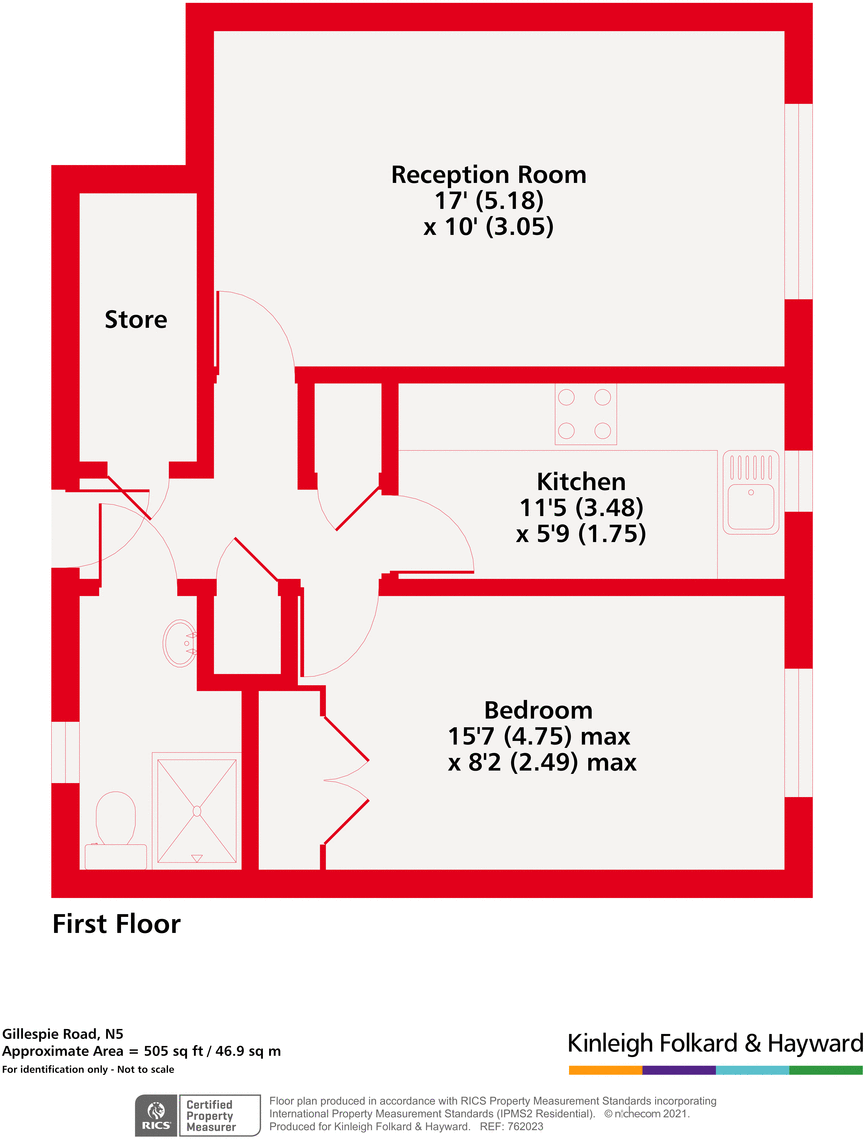 Reception Room
17' (5.18)
x 10' (3.05)
Store
Kitchen
11'5 (3.48)
x 5'9 (1.75)
Bedroom
15'7 (4.75) max
x 8'2 (2.49) max
First Floor
Gillespie Road, N5
Approximate Area = 505 sq ft / 46.9 sq m
For identification only - Not to scale
Kinleigh Folkard & Hayward
RICS
Certified
Property
Measurer
Floor plan produced in accordance with RICS Property Measurement Standards incorporating
International Property Measurement Standards (IPMS2 Residential). © nichecom 2021.
Produced for Kinleigh Folkard & Hayward. REF: 762023